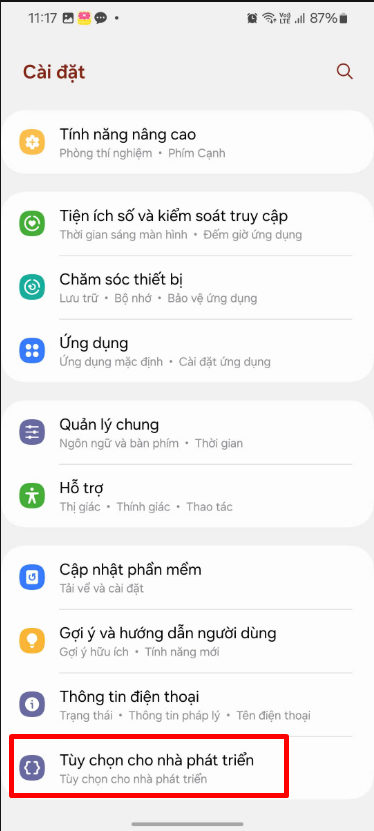 11:17 87%
Cài đặt
Tính năng nâng cao
Phòng thí nghiệm • Phím Cạnh
Tiện ích số và kiểm soát truy cập
Thời gian sáng màn hình • Đếm giờ ứng dụng
Chăm sóc thiết bị
Lưu trữ • Bộ nhớ • Bảo vệ ứng dụng
Ứng dụng
Ứng dụng mặc định • Cài đặt ứng dụng
Quản lý chung
Ngôn ngữ và bàn phím • Thời gian
Hỗ trợ
Thị giác • Thính giác • Thao tác
Cập nhật phần mềm
Tải về và cài đặt
Gợi ý và hướng dẫn người dùng
Gợi ý hữu ích • Tính năng mới
Thông tin điện thoại
Trạng thái • Thông tin pháp lý • Tên điện thoại
Tùy chọn cho nhà phát triển
Tùy chọn cho nhà phát triển